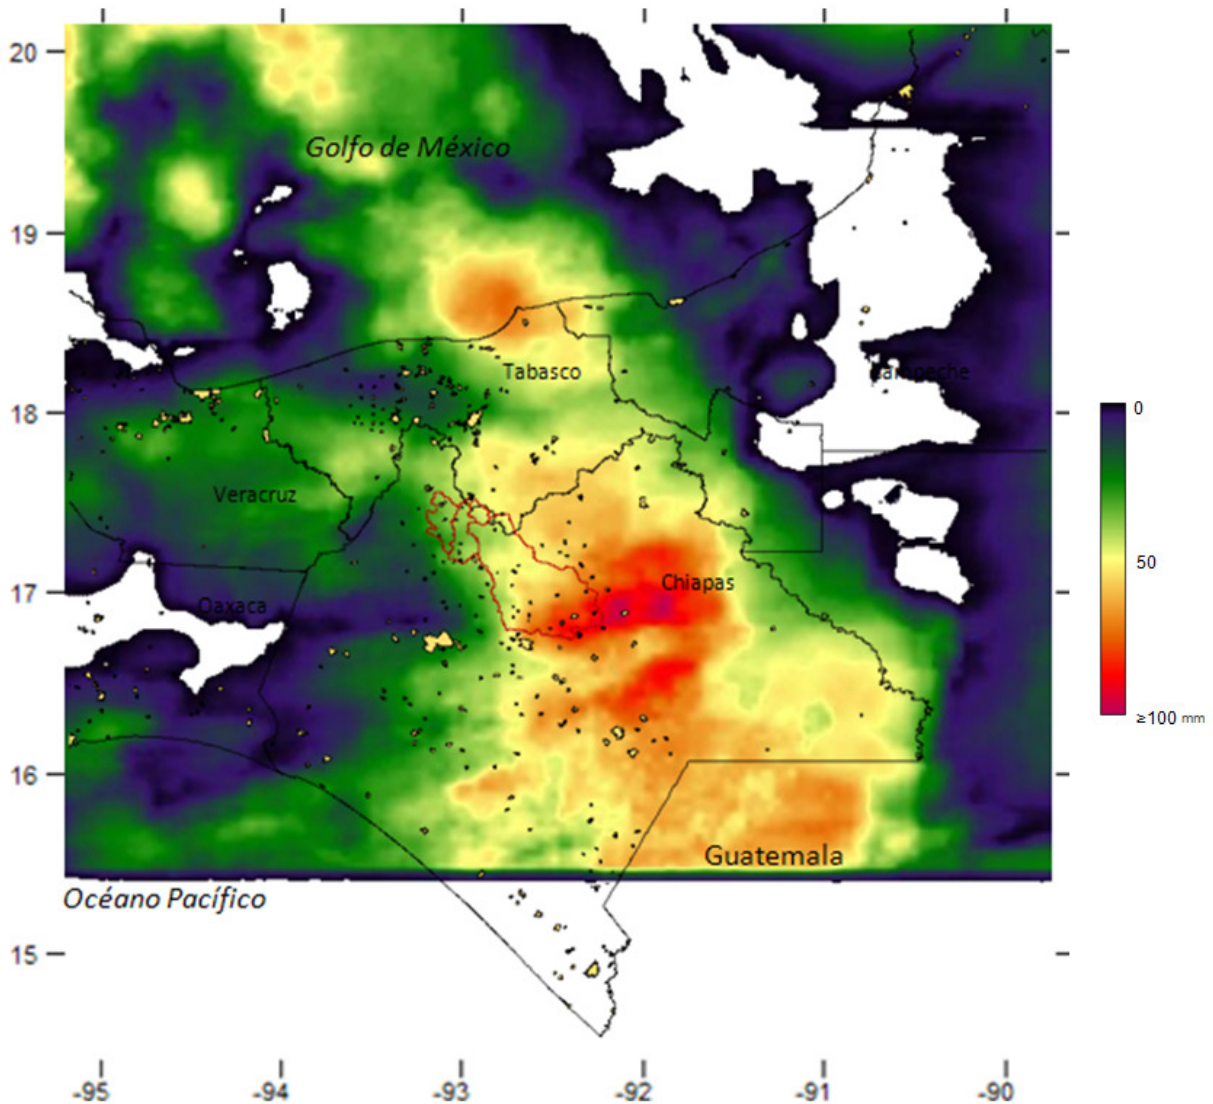 20
Golfo de México
19
0
Tabasco
ampeche
18
Veracruz
50
17
Chiapas
Oaxaca
≥100 mm
16
Guatemala
Océano Pacífico
15
-95 -94 -93 -92 -91 -90